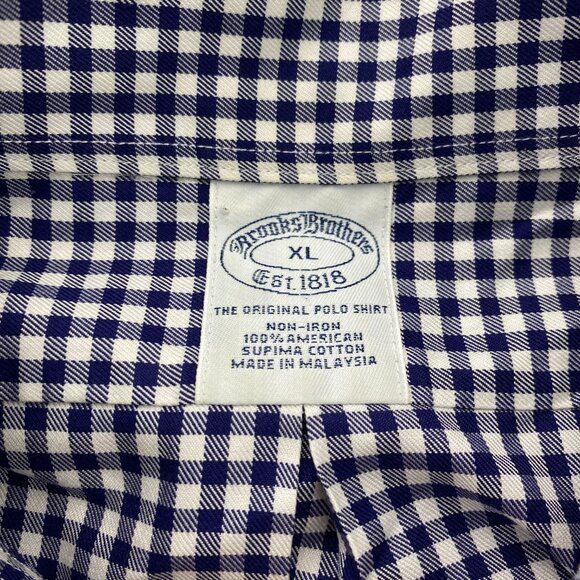 Brooks Brothers
XL
Est. 1818
THE ORIGINAL POLO SHIRT
NON-IRON
100% AMERICAN
SUPIMA COTTON
MADE IN MALAYSIA